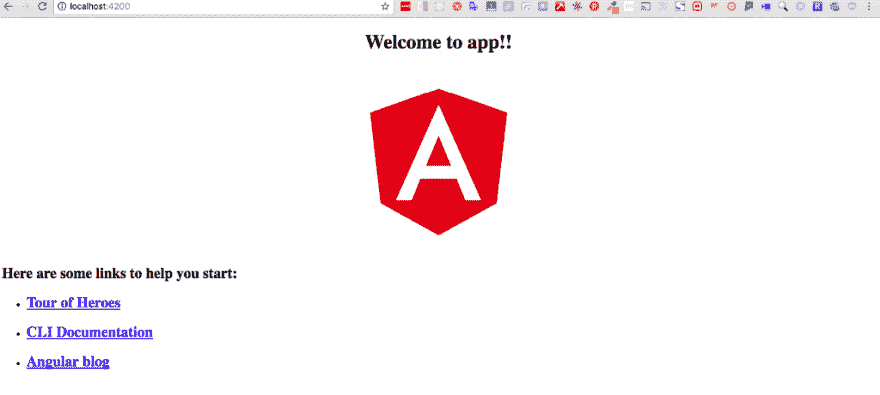 localhost:4200
Welcome to app!!
A
Here are some links to help you start:
Tour of Heroes
CLI Documentation
Angular blog